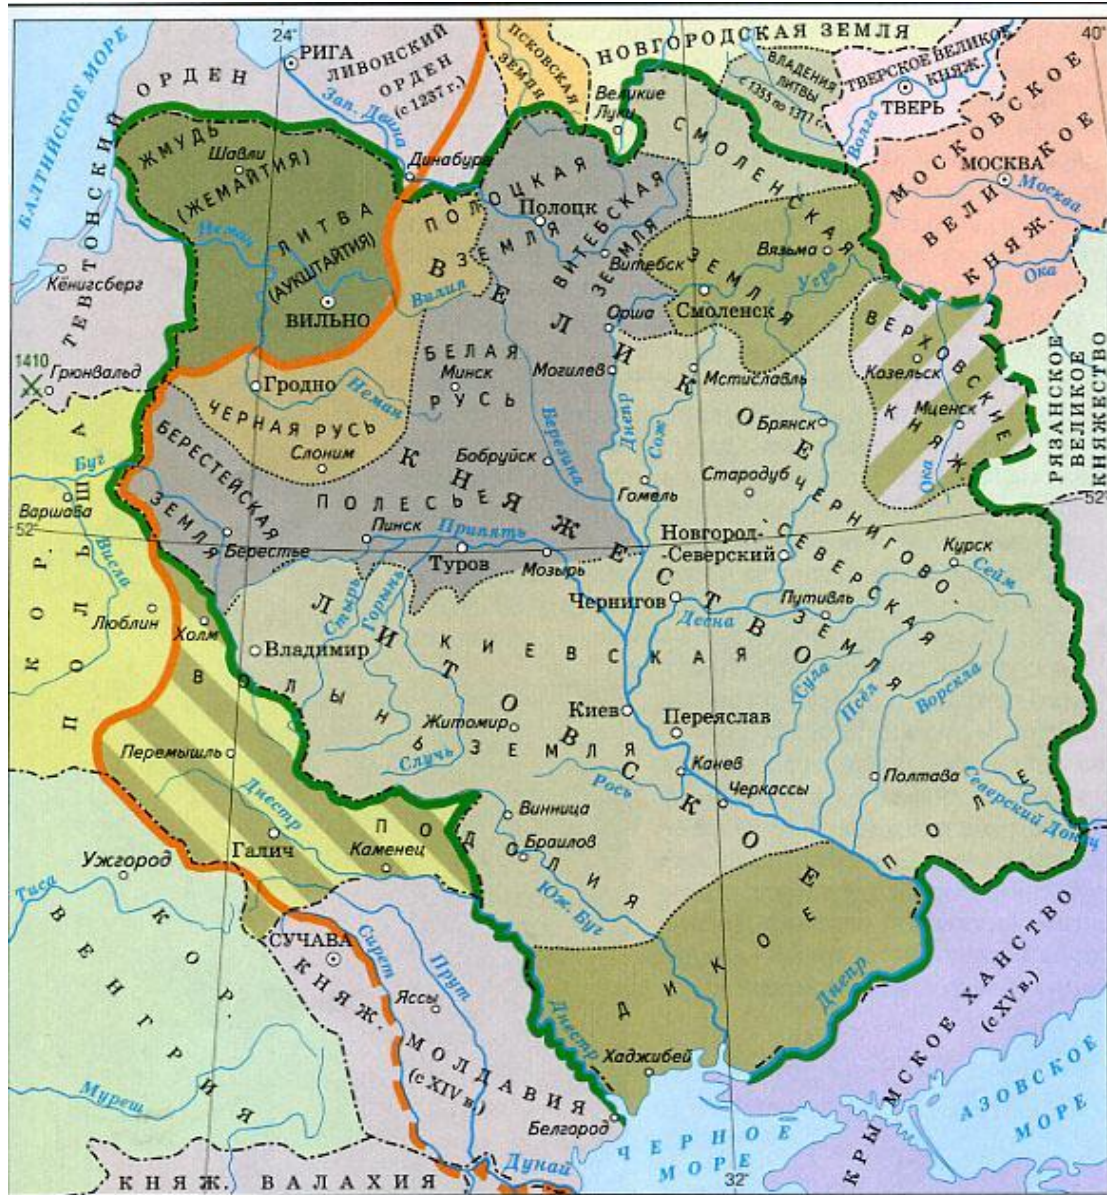 24°
40°
БАЛТИЙСКОЕ МОРЕ
ТЕВТОНСКИЙ ОРДЕН
РИГА
ЛИВОНСКИЙ
ОРДЕН
(с 1237 г.)
Зап. Двина
ПСКОВСКАЯ
ЗЕМЛЯ
НОВГОРОДСКАЯ ЗЕМЛЯ
Великие
Луки
ВЛАДЕНИЯ
ЛИТВЫ
с 1355 по 1377 г.
ТВЕРСКОЕ ВЕЛИКОЕ
КНЯЖ.
ТВЕРЬ
Волга
МОСКОВСКОЕ
ВЕЛИКОЕ
КНЯЖ.
МОСКВА
Москва
Ока
ЖМУДЬ
(ЖЕМАЙТИЯ)
Шавли
Неман
ЛИТВА
(АУКШТАЙТИЯ)
ВИЛЬНО
Динабург
ПОЛОЦКАЯ
ЗЕМЛЯ
Полоцк
ВИТЕБСКАЯ
ЗЕМЛЯ
Витебск
СМОЛЕНСКАЯ
ЗЕМЛЯ
Вязьма
Угра
Смоленск
Орша
Вилия
Кёнигсберг
1410
Грюнвальд
Гродно
Неман
ЧЕРНАЯ РУСЬ
Слоним
БЕЛАЯ
РУСЬ
Минск
Могилев
Мстиславль
Днепр
Сож
Березина
Бобруйск
Гомель
Брянск
Стародуб
ВЕРХОВСКИЕ
КНЯЖ.
Козельск
Мценск
Ока
РЯЗАНСКОЕ
ВЕЛИКОЕ
КНЯЖЕСТВО
52°
52°
БЕРЕСТЕЙСКАЯ
ЗЕМЛЯ
Берестье
ПОЛЕСЬЕ
Пинск
Припять
Туров
Мозырь
Новгород-
-Северский
ЧЕРНИГОВО-
-СЕВЕРСКАЯ
ЗЕМЛЯ
Курск
Сейм
Путивль
Чернигов
Десна
ВЕЛИКОЕ
КНЯЖЕСТВО
ЛИТОВСКОЕ
КОР.
ПОЛЬША
Буг
Варшава
Висла
Люблин
Холм
Владимир
ВОЛЫНЬ
Стырь
Горынь
Случь
Житомир
КИЕВСКАЯ
ЗЕМЛЯ
Киев
Переяслав
Канев
Черкассы
Рось
Сула
Псёл
Ворскла
Полтава
Северский Донец
Перемышль
Днестр
Галич
ПОДОЛИЯ
Каменец
Винница
Браилов
Юж. Буг
ДИКОЕ
ПОЛЕ
Днепр
Хаджибей
Белгород
Днестр
Ужгород
Тиса
КОР.
ВЕНГРИЯ
Муреш
СУЧАВА
КНЯЖ.
МОЛДАВИЯ
(с XIV в.)
Сирет
Прут
Яссы
Дунай
КНЯЖ. ВАЛАХИЯ
ЧЕРНОЕ
МОРЕ
32°
КРЫМСКОЕ ХАНСТВО
(с XV в.)
АЗОВСКОЕ
МОРЕ